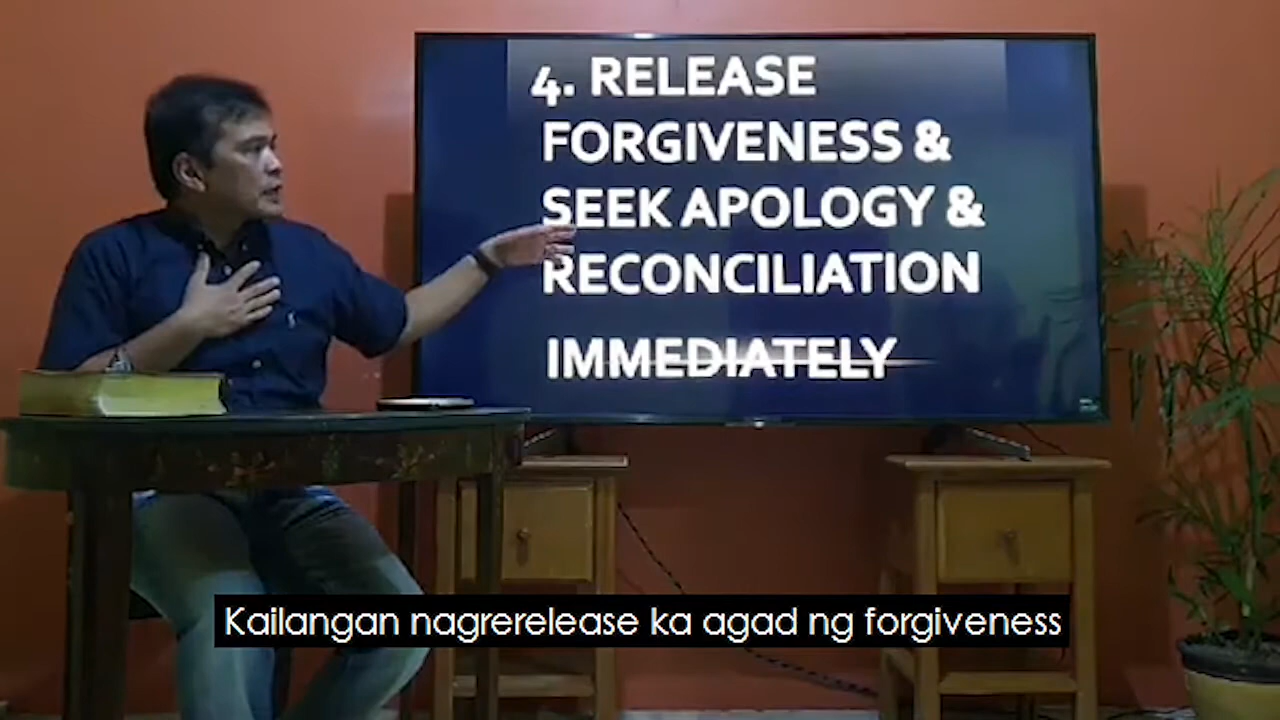 4. RELEASE
FORGIVENESS &
SEEK APOLOGY &
RECONCILIATION
IMMEDIATELY
Kailangan nagrerelease ka agad ng forgiveness